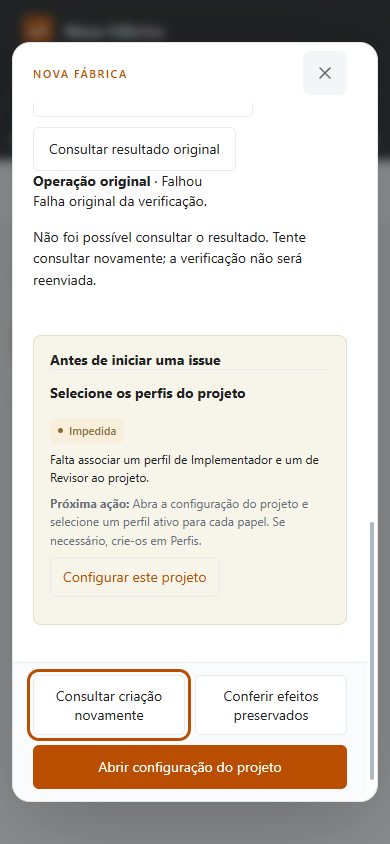 NOVA FÁBRICA
Consultar resultado original
Operação original · Falhou
Falha original da verificação.
Não foi possível consultar o resultado. Tente
consultar novamente; a verificação não será
reenviada.
Antes de iniciar uma issue
Selecione os perfis do projeto
Impedida
Falta associar um perfil de Implementador e um de
Revisor ao projeto.
Próxima ação: Abra a configuração do projeto e
selecione um perfil ativo para cada papel. Se
necessário, crie-os em Perfis.
Configurar este projeto
Consultar criação
novamente
Conferir efeitos
preservados
Abrir configuração do projeto